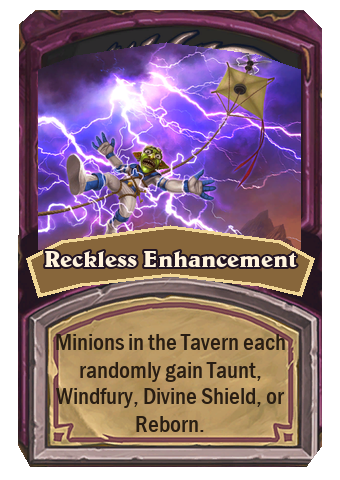 Reckless Enhancement
Minions in the Tavern each
randomly gain Taunt,
Windfury, Divine Shield, or
Reborn.